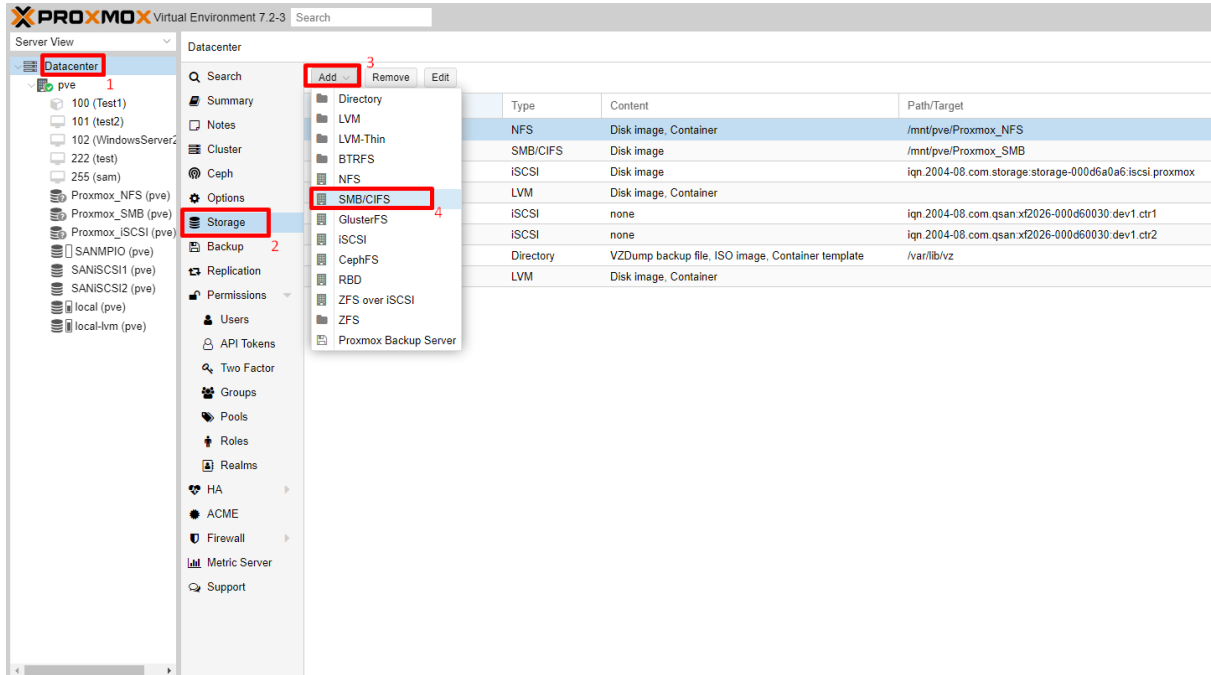 PROXMOX Virtual Environment 7.2-3 Search
Server View
Datacenter
1
pve
100 (Test1)
101 (test2)
102 (WindowsServer2
222 (test)
255 (sam)
Proxmox_NFS (pve)
Proxmox_SMB (pve)
Proxmox_iSCSI (pve)
SANMPIO (pve)
SANiSCSI1 (pve)
SANiSCSI2 (pve)
local (pve)
local-lvm (pve)
Datacenter
Search
Summary
Notes
Cluster
Ceph
Options
Storage
2
Backup
Replication
Permissions
Users
API Tokens
Two Factor
Groups
Pools
Roles
Realms
HA
ACME
Firewall
Metric Server
Support
3
Add Remove Edit
Directory
LVM
LVM-Thin
BTRFS
NFS
SMB/CIFS
4
GlusterFS
iSCSI
CephFS
RBD
ZFS over iSCSI
ZFS
Proxmox Backup Server
Type Content Path/Target
NFS Disk image, Container /mnt/pve/Proxmox_NFS
SMB/CIFS Disk image /mnt/pve/Proxmox_SMB
iSCSI Disk image iqn.2004-08.com.storage:storage-000d6a0a6:iscsi.proxmox
LVM Disk image, Container
iSCSI none iqn.2004-08.com.qsan:xf2026-000d60030:dev1.ctr1
iSCSI none iqn.2004-08.com.qsan:xf2026-000d60030:dev1.ctr2
Directory VZDump backup file, ISO image, Container template /var/lib/vz
LVM Disk image, Container